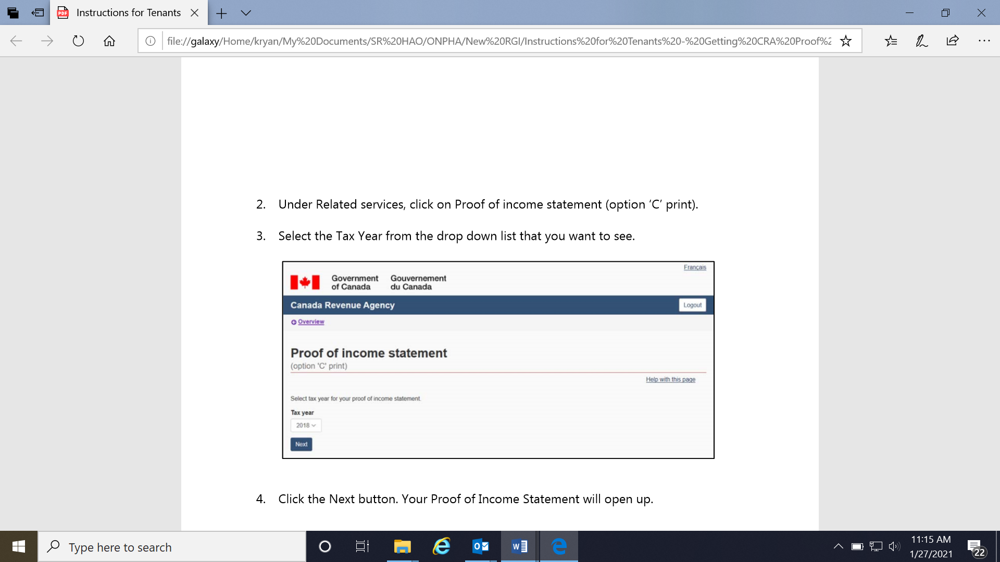 Instructions for Tenants
file://galaxy/Home/kryan/My%20Documents/SR%20HAO/ONPHA/New%20RGI/Instructions%20for%20Tenants%20-%20Getting%20CRA%20Proof%2
2. Under Related services, click on Proof of income statement (option ‘C’ print).
3. Select the Tax Year from the drop down list that you want to see.
Français
Government Gouvernement
of Canada du Canada
Canada Revenue Agency
Logout
Overview
Proof of income statement
(option 'C' print)
Help with this page
Select tax year for your proof of income statement.
Tax year
2018
Next
4. Click the Next button. Your Proof of Income Statement will open up.
Type here to search
11:15 AM
1/27/2021
22